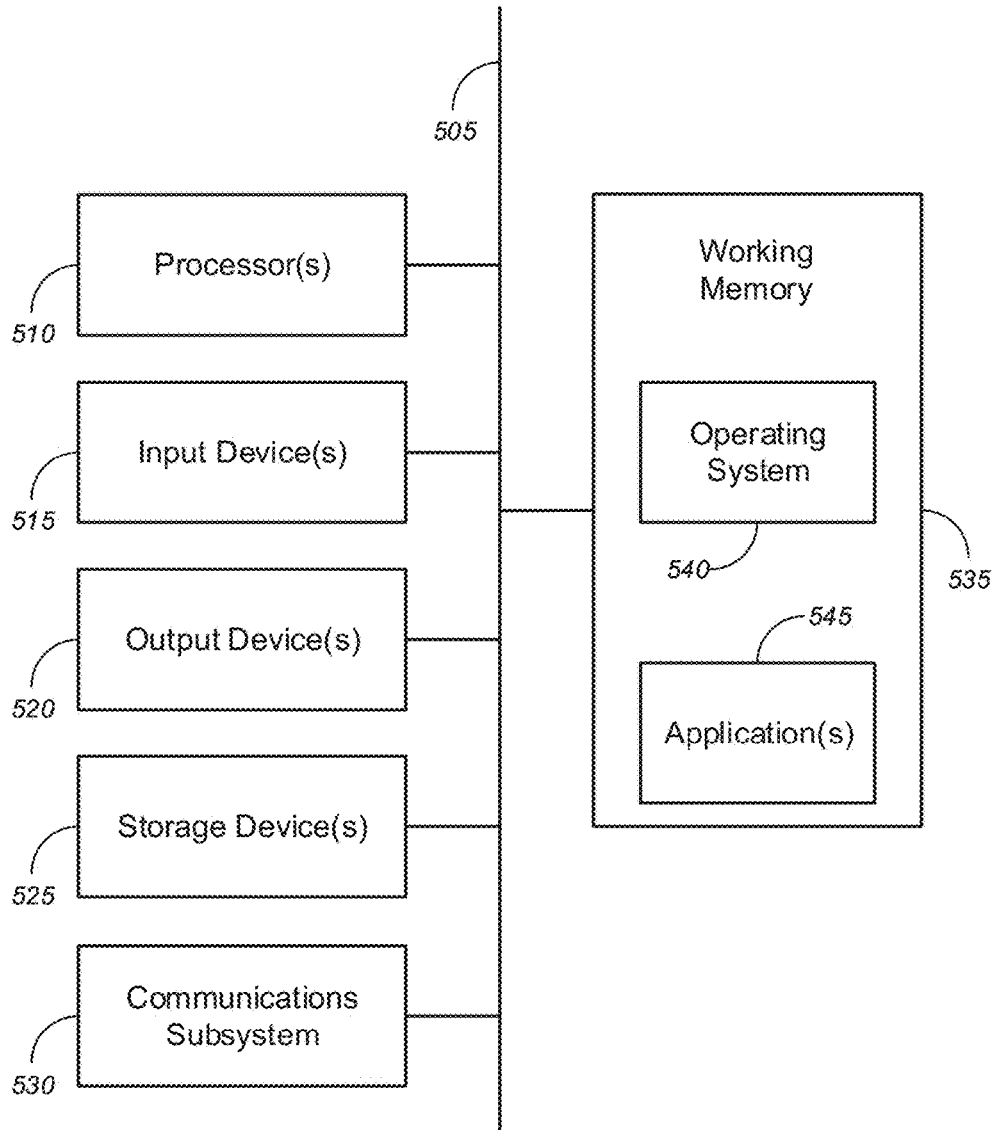 505
Processor(s)
510
Input Device(s)
515
Output Device(s)
520
Storage Device(s)
525
Communications
Subsystem
530
Working
Memory
Operating
System
540
535
545
Application(s)